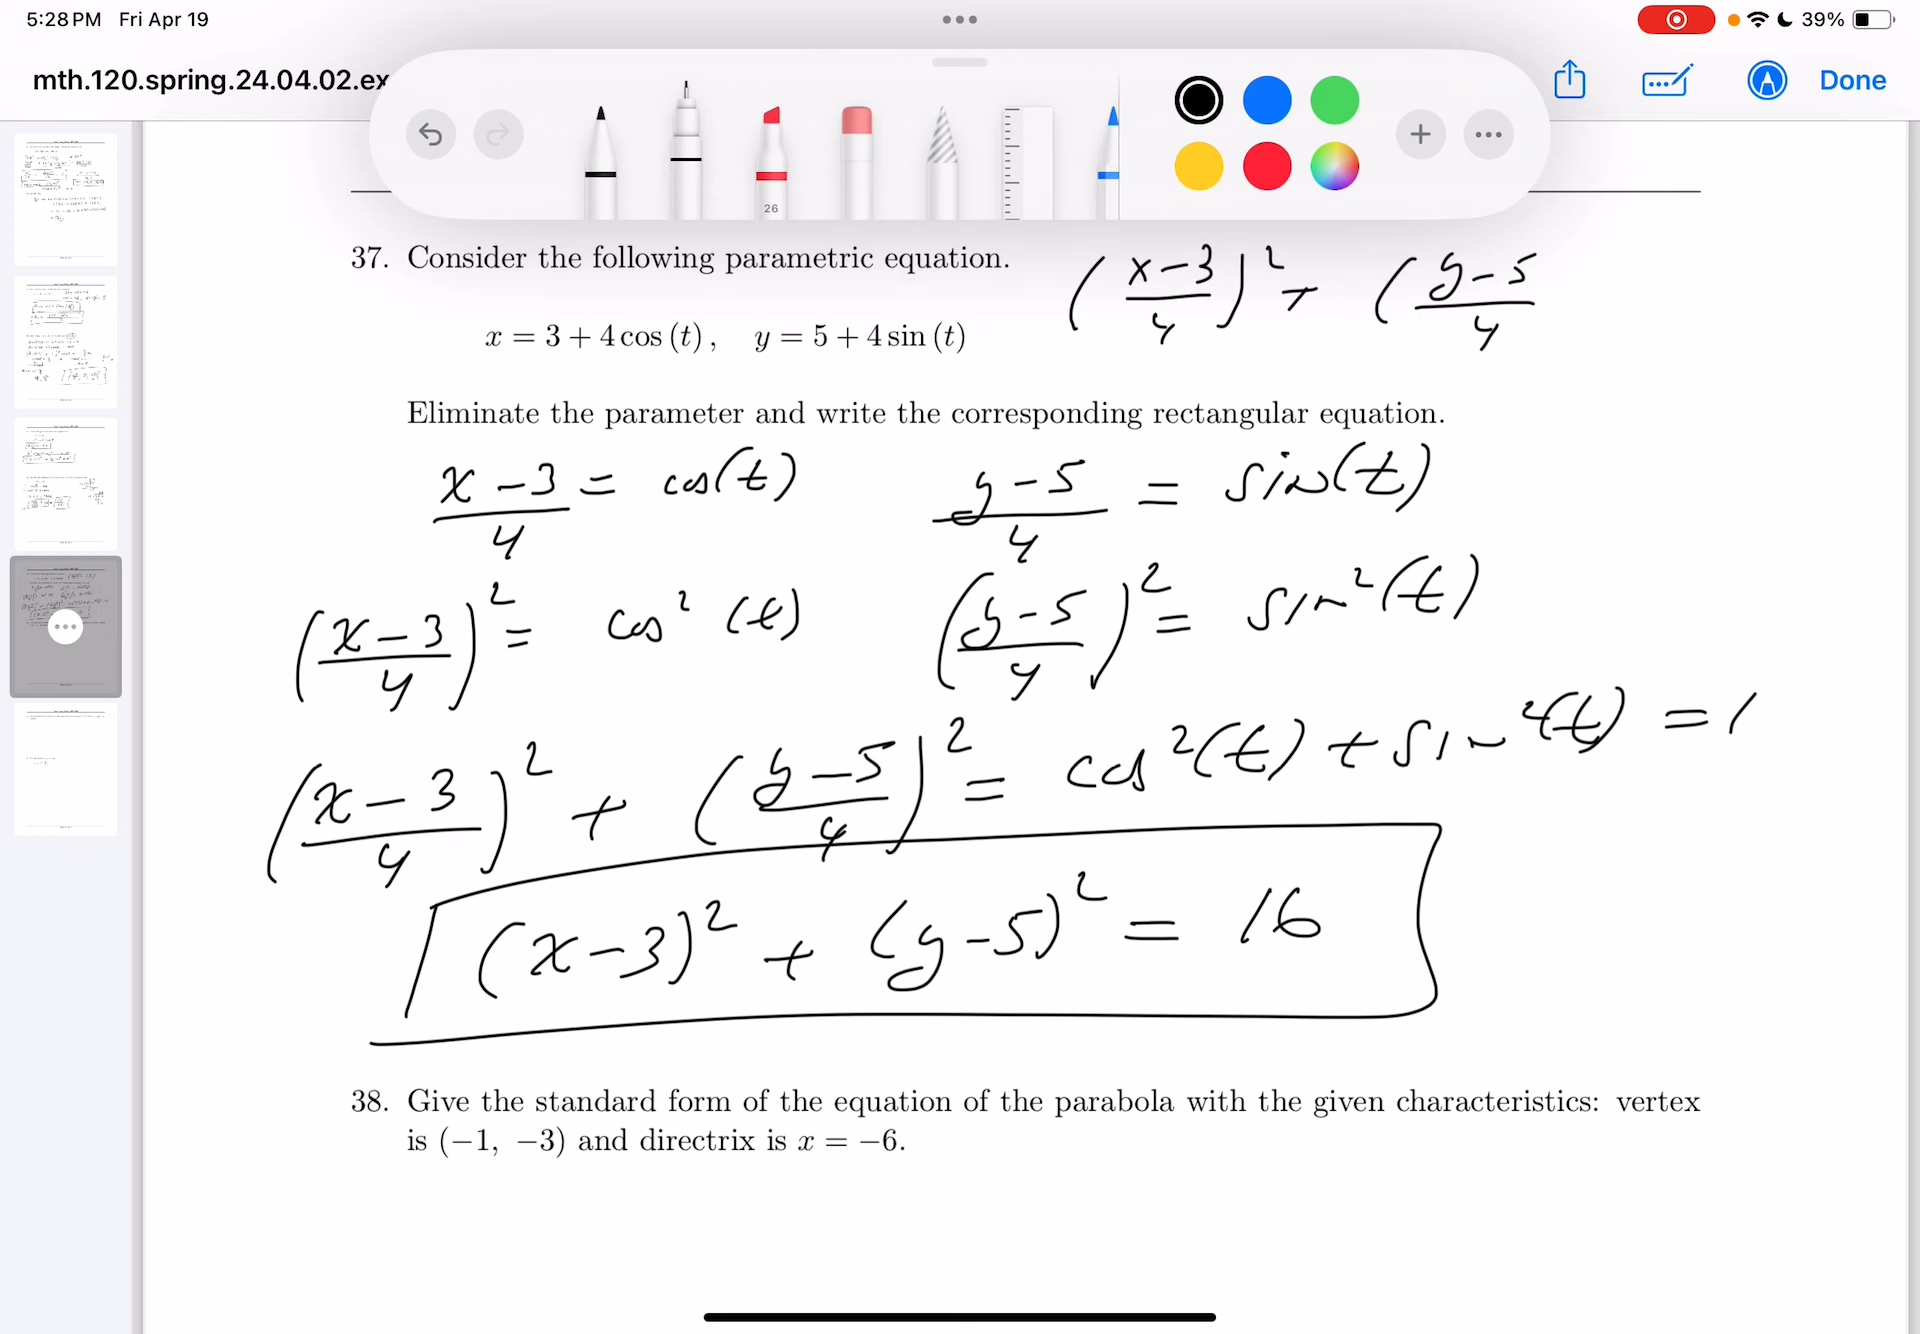 5:28 PM Fri Apr 19
39%
mth.120.spring.24.04.02.ex
Done
26
37. Consider the following parametric equation.
x = 3 + 4 cos (t), y = 5 + 4 sin (t)
(x-3/4)² + (y-5/4
Eliminate the parameter and write the corresponding rectangular equation.
x-3/4 = cos(t) y-5/4 = sin(t)
(x-3/4)² = cos²(t) (y-5/4)² = sin²(t)
(x-3/4)² + (y-5/4)² = cos²(t) + sin²(t) = 1
(x-3)² + (y-5)² = 16
38. Give the standard form of the equation of the parabola with the given characteristics: vertex
is (−1, −3) and directrix is x = −6.